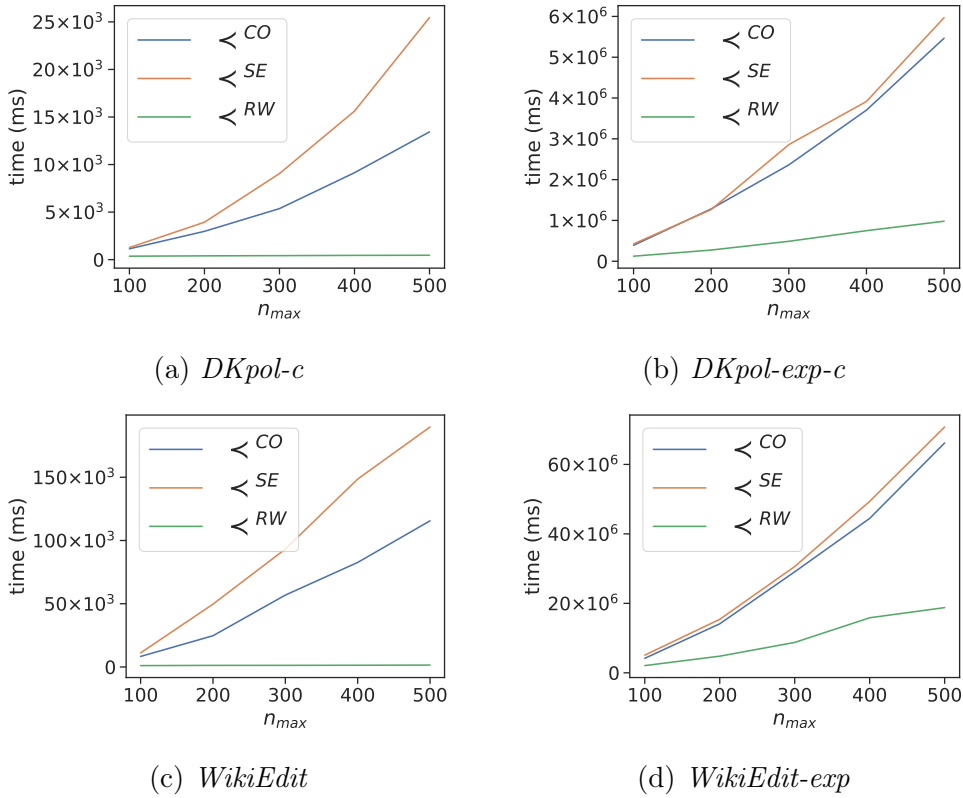 25×10³
20×10³
15×10³
10×10³
5×10³
0
time (ms)
≺ CO
≺ SE
≺ RW
100 200 300 400 500
n_max
(a) DKpol-c
6×10⁶
5×10⁶
4×10⁶
3×10⁶
2×10⁶
1×10⁶
0
time (ms)
≺ CO
≺ SE
≺ RW
100 200 300 400 500
n_max
(b) DKpol-exp-c
150×10³
100×10³
50×10³
0
time (ms)
≺ CO
≺ SE
≺ RW
100 200 300 400 500
n_max
(c) WikiEdit
60×10⁶
40×10⁶
20×10⁶
0
time (ms)
≺ CO
≺ SE
≺ RW
100 200 300 400 500
n_max
(d) WikiEdit-exp